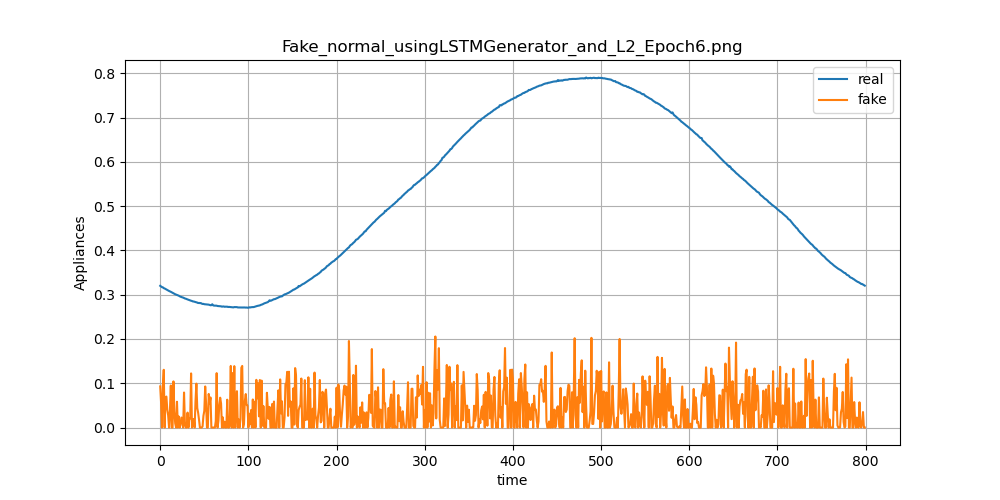 Fake_normal_usingLSTMGenerator_and_L2_Epoch6.png
real
fake
0.8
0.7
0.6
0.5
0.4
0.3
0.2
0.1
0.0
Appliances
0 100 200 300 400 500 600 700 800
time